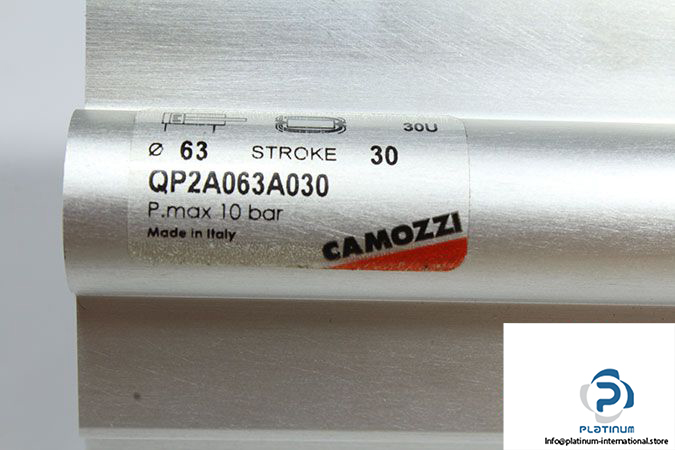 30U
Ø 63 STROKE 30
QP2A063A030
P.max 10 bar
Made in Italy
CAMOZZI
PLATINUM
Info@platinum-international.store